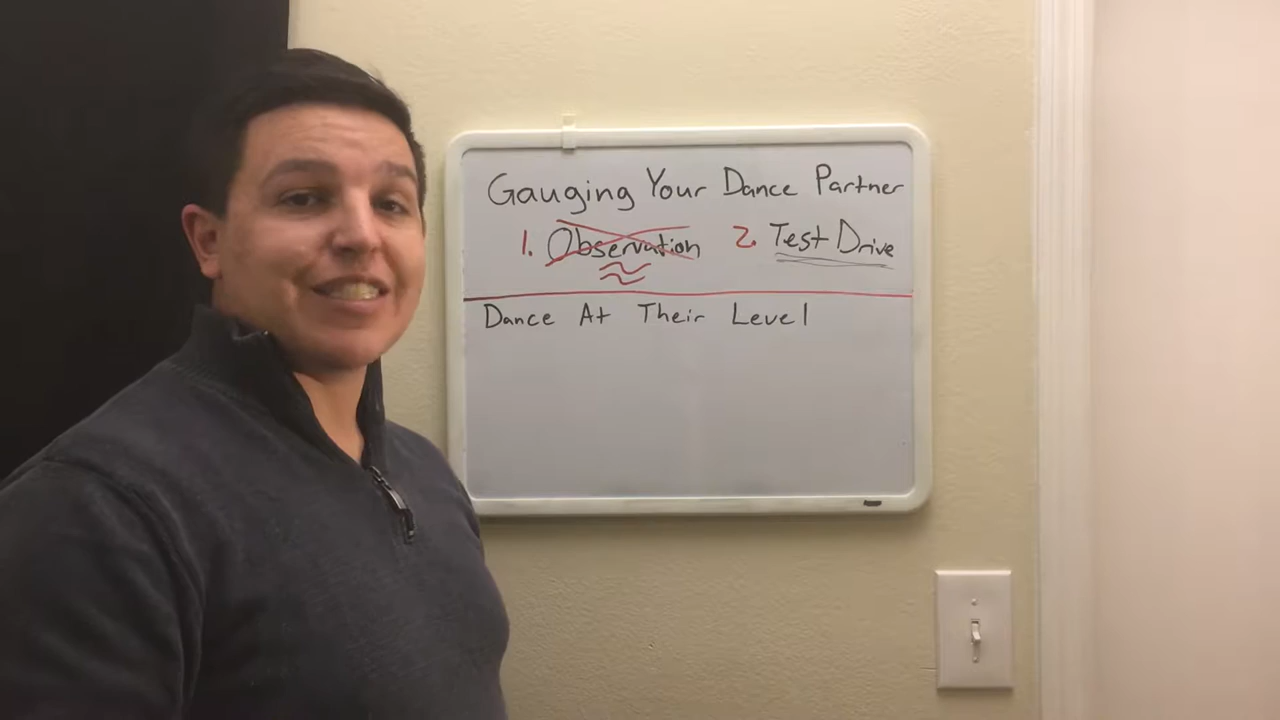 Gauging Your Dance Partner
1. Observation 2. Test Drive
Dance At Their Level